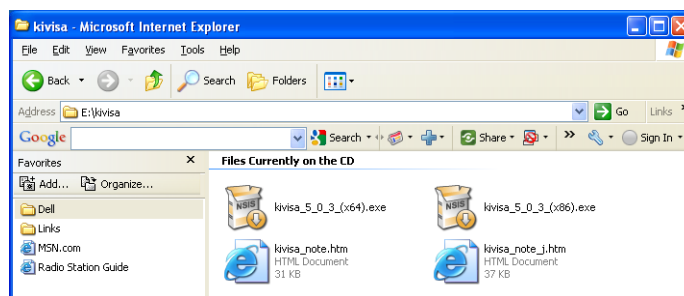 kivisa - Microsoft Internet Explorer
File Edit View Favorites Tools Help
Back Search Folders
Address E:\kivisa Go Links »
Google Search Share » Sign In
Favorites x Files Currently on the CD
Add... Organize...
Dell
Links
MSN.com
Radio Station Guide
NSIS kivisa_5_0_3_(x64).exe NSIS kivisa_5_0_3_(x86).exe
kivisa_note.htm kivisa_note_j.htm
HTML Document HTML Document
31 KB 37 KB